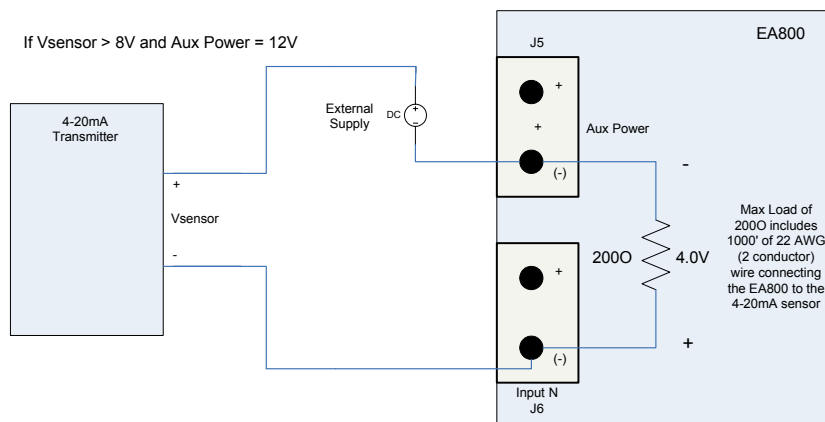 If Vsensor > 8V and Aux Power = 12V
EA800
J5
4-20mA
Transmitter
External
Supply
DC
+
-
+
+
(-)
Aux Power
+
Vsensor
-
-
200O
4.0V
+
Max Load of
200O includes
1000' of 22 AWG
(2 conductor)
wire connecting
the EA800 to the
4-20mA sensor
+
(-)
Input N
J6